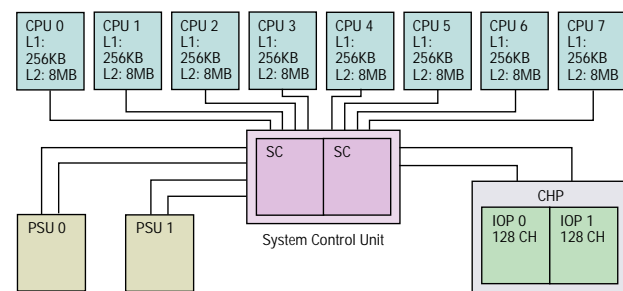 CPU 0
L1:
256KB
L2: 8MB
CPU 1
L1:
256KB
L2: 8MB
CPU 2
L1:
256KB
L2: 8MB
CPU 3
L1:
256KB
L2: 8MB
CPU 4
L1:
256KB
L2: 8MB
CPU 5
L1:
256KB
L2: 8MB
CPU 6
L1:
256KB
L2: 8MB
CPU 7
L1:
256KB
L2: 8MB
SC
SC
System Control Unit
PSU 0
PSU 1
CHP
IOP 0
128 CH
IOP 1
128 CH